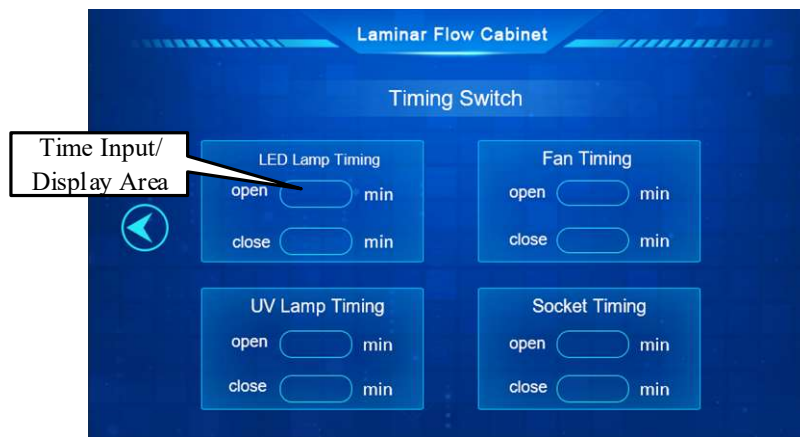 Laminar Flow Cabinet
Timing Switch
Time Input/
Display Area
LED Lamp Timing
open min
close min
Fan Timing
open min
close min
UV Lamp Timing
open min
close min
Socket Timing
open min
close min